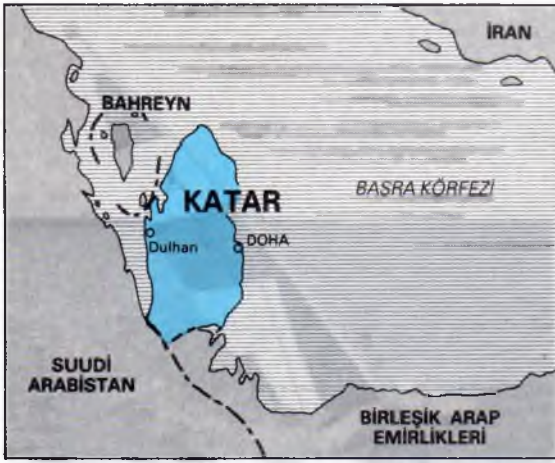 İRAN
BAHREYN
KATAR
BASRA KÖRFEZİ
Dulhan
DOHA
SUUDİ
ARABİSTAN
BİRLEŞİK ARAP
EMİRLİKLERİ